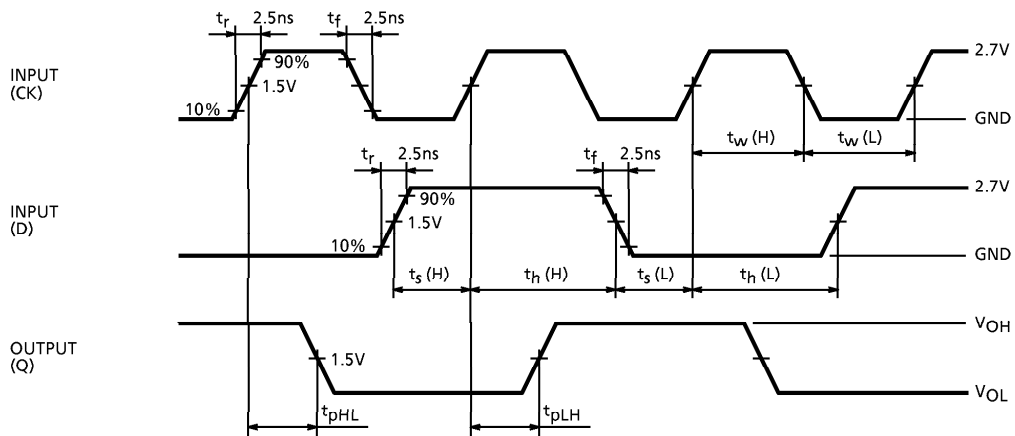 tr 2.5ns tf 2.5ns
INPUT
(CK)
90%
1.5V
10%
2.7V
GND
tw (H) tw (L)
tr 2.5ns tf 2.5ns
INPUT
(D)
90%
1.5V
10%
2.7V
GND
ts (H) th (H) ts (L) th (L)
OUTPUT
(Q)
1.5V
VOH
VOL
tpHL tpLH